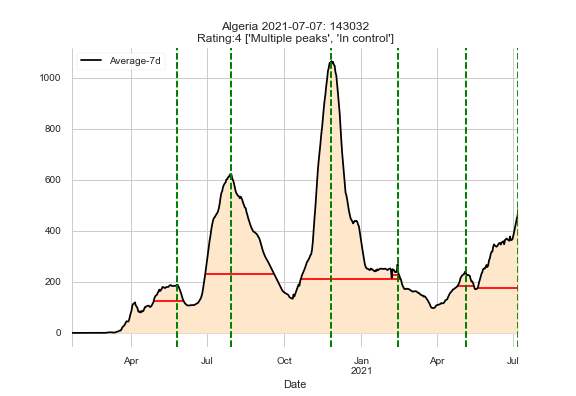 Algeria 2021-07-07: 143032
Rating:4 ['Multiple peaks', 'In control']
Average-7d
1000
800
600
400
200
0
Apr Jul Oct Jan Apr Jul
2021
Date